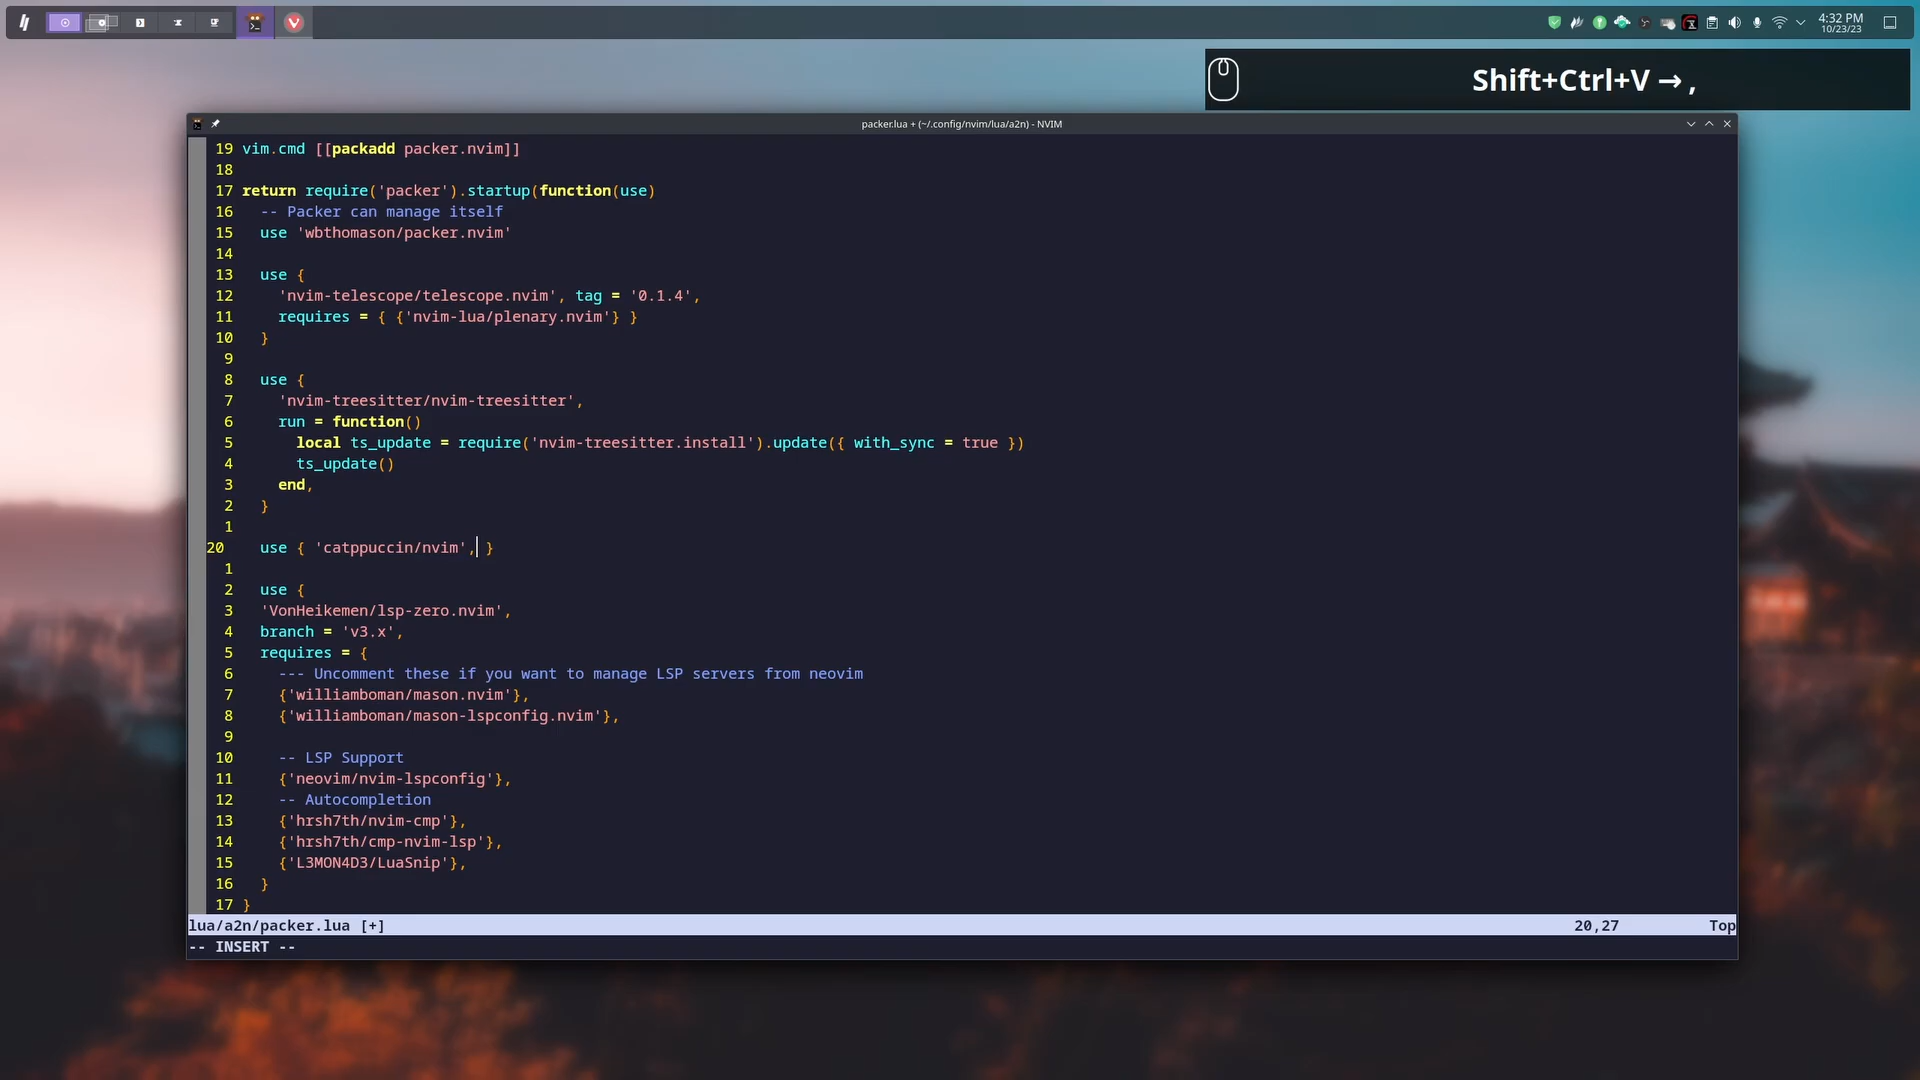 4:32 PM
10/23/23
Shift+Ctrl+V → ,
packer.lua + (~/.config/nvim/lua/a2n) - NVIM
19 vim.cmd [[packadd packer.nvim]]
18
17 return require('packer').startup(function(use)
16   -- Packer can manage itself
15   use 'wbthomason/packer.nvim'
14
13   use {
12     'nvim-telescope/telescope.nvim', tag = '0.1.4',
11     requires = { {'nvim-lua/plenary.nvim'} }
10   }
9
8   use {
7     'nvim-treesitter/nvim-treesitter',
6     run = function()
5       local ts_update = require('nvim-treesitter.install').update({ with_sync = true })
4       ts_update()
3     end,
2   }
1
20   use { 'catppuccin/nvim', }
1
2   use {
3   'VonHeikemen/lsp-zero.nvim',
4   branch = 'v3.x',
5   requires = {
6     --- Uncomment these if you want to manage LSP servers from neovim
7     {'williamboman/mason.nvim'},
8     {'williamboman/mason-lspconfig.nvim'},
9
10     -- LSP Support
11     {'neovim/nvim-lspconfig'},
12     -- Autocompletion
13     {'hrsh7th/nvim-cmp'},
14     {'hrsh7th/cmp-nvim-lsp'},
15     {'L3MON4D3/LuaSnip'},
16   }
17 }
lua/a2n/packer.lua [+] 20,27 Top
-- INSERT --